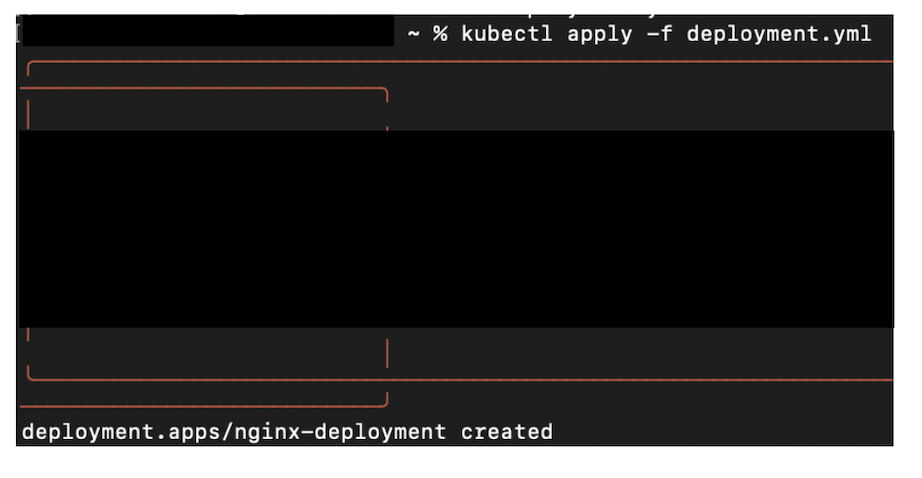 ~ % kubectl apply -f deployment.yml
deployment.apps/nginx-deployment created